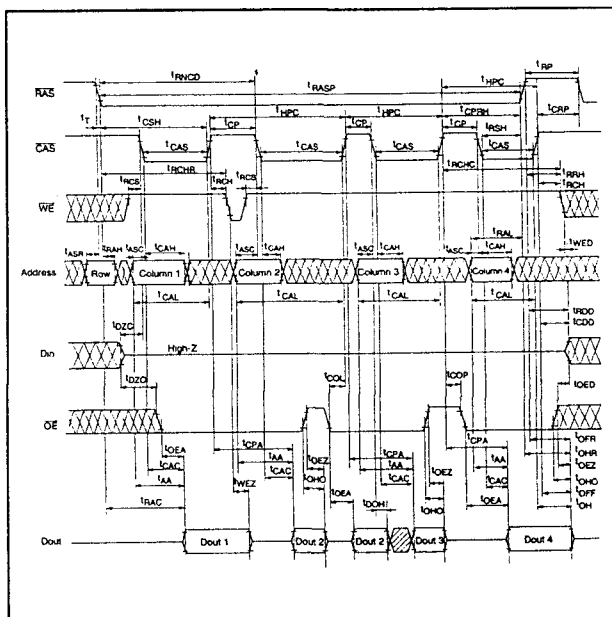 tRP
tRNCD
tHPC
tRASP
RAS
tT
tCSH
tHPC
tHPC
tCPRH
tCRP
tCP
tCP
tCP
tRSH
CAS
tCAS
tCAS
tCAS
tCAS
tRCHR
tRCHC
tRRH
tRCS
tRCH
tRCS
tRCH
WE
tRAL
tWED
tASR
tRAH
tASC
tCAH
tASC
tCAH
tASC
tCAH
tASC
tCAH
Address
Row
Column 1
Column 2
Column 3
Column 4
tCAL
tCAL
tCAL
tCAL
tRDD
tCDD
tDZC
Din
High-Z
tDZO
tCOL
tCOP
tOED
OE
tOEA
tCPA
tCPA
tCPA
tOFR
tCAC
tAA
tOEZ
tAA
tOEZ
tAA
tOHR
tAA
tCAC
tCAC
tCAC
tOEZ
tWEZ
tOHO
tOEA
tDOH
tOHO
tOEA
tOHO
tRAC
tOFF
tOH
Dout
Dout 1
Dout 2
Dout 2
Dout 3
Dout 4